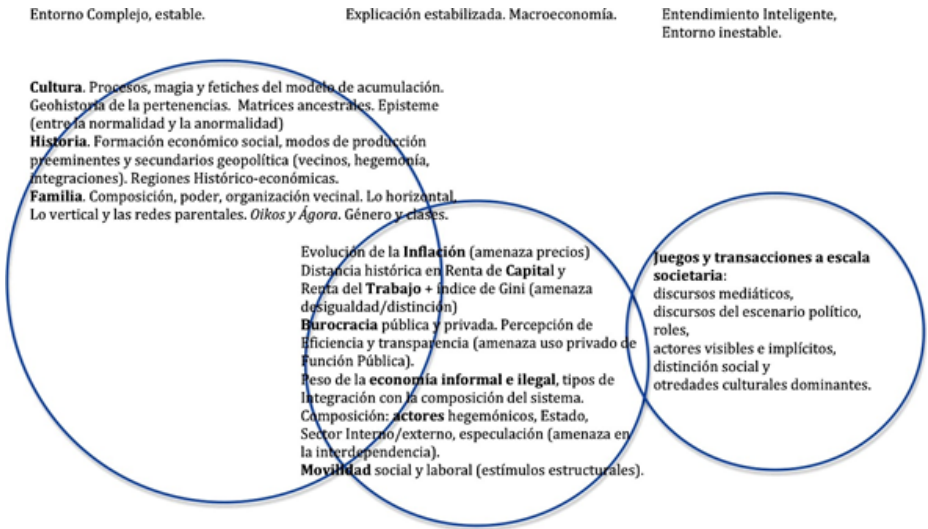 Entorno Complejo, estable.
Explicación estabilizada. Macroeconomía.
Entendimiento Inteligente,
Entorno inestable.
Cultura. Procesos, magia y fetiches del modelo de acumulación.
Geohistoria de la pertenencias. Matrices ancestrales. Episteme
(entre la normalidad y la anormalidad)
Historia. Formación económico social, modos de producción
preeminentes y secundarios geopolítica (vecinos, hegemonía,
integraciones). Regiones Histórico-económicas.
Familia. Composición, poder, organización vecinal. Lo horizontal,
Lo vertical y las redes parentales. Oikos y Ágora. Género y clases.
Evolución de la Inflación (amenaza precios)
Distancia histórica en Renta de Capital y
Renta del Trabajo + índice de Gini (amenaza
desigualdad/distinción)
Burocracia pública y privada. Percepción de
Eficiencia y transparencia (amenaza uso privado de
Función Pública).
Peso de la economía informal e ilegal, tipos de
Integración con la composición del sistema.
Composición: actores hegemónicos, Estado,
Sector Interno/externo, especulación (amenaza en
la interdependencia).
Movilidad social y laboral (estímulos estructurales).
Juegos y transacciones a escala
societaria:
discursos mediáticos,
discursos del escenario político,
roles,
actores visibles e implícitos,
distinción social y
otredades culturales dominantes.